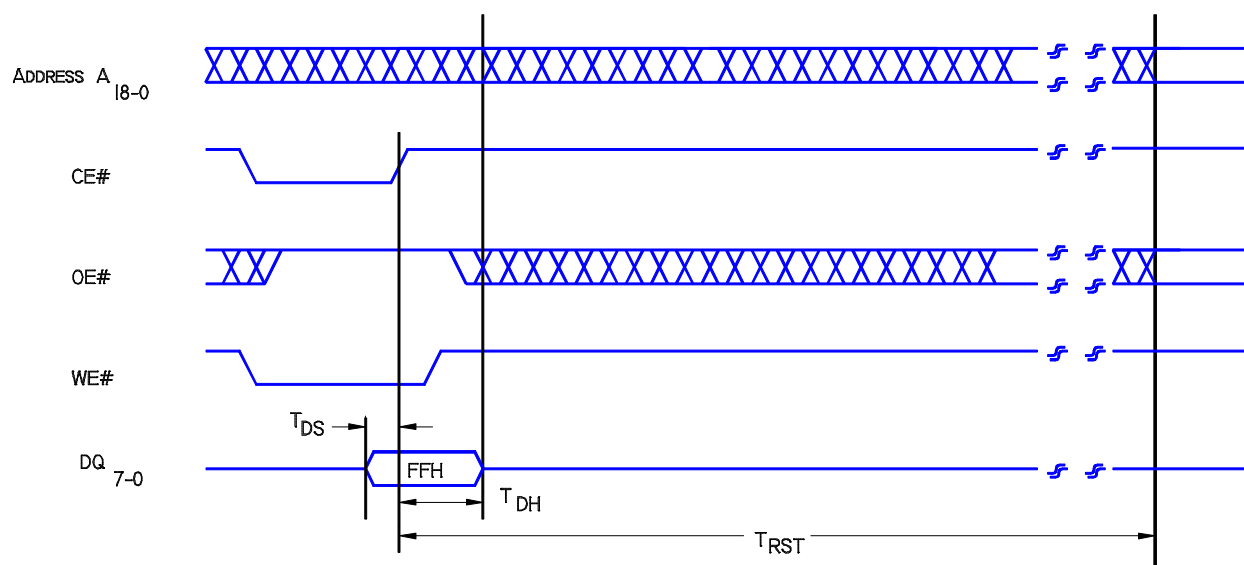 ADDRESS A18-0
CE#
OE#
WE#
TDS
DQ7-0
FFH
TDH
TRST